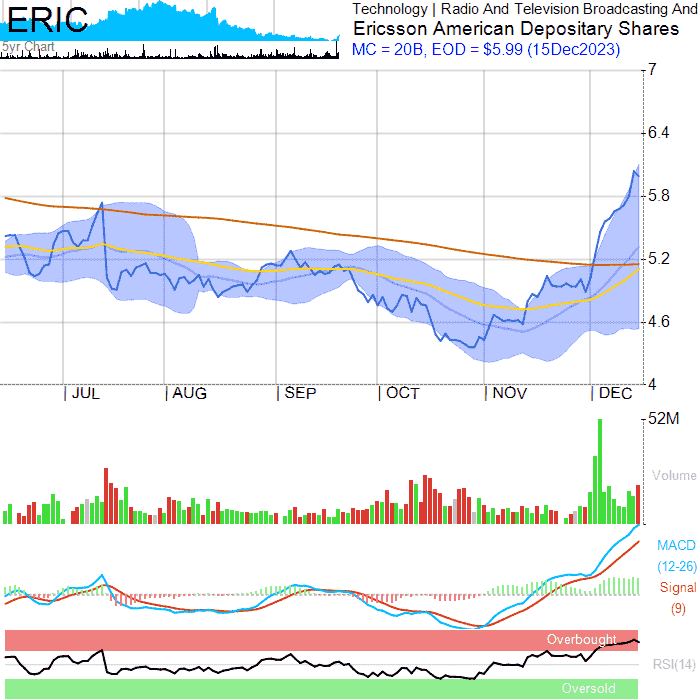 ERIC
5yr Chart
Technology | Radio And Television Broadcasting And
Ericsson American Depositary Shares
MC = 20B, EOD = $5.99 (15Dec2023)
7
6.4
5.8
5.2
4.6
4
JUL AUG SEP OCT NOV DEC
52M
Volume
MACD
(12-26)
Signal
(9)
Overbought
RSI(14)
Oversold